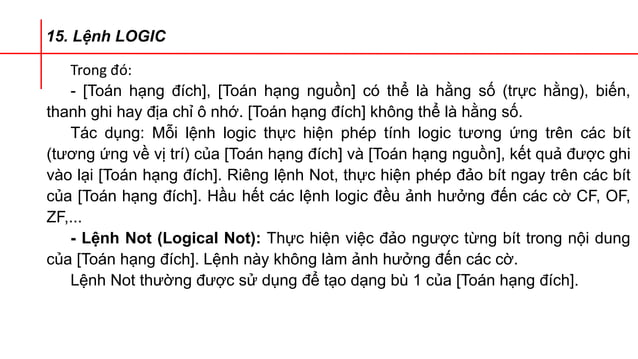 15. Lệnh LOGIC
Trong đó:
- [Toán hạng đích], [Toán hạng nguồn] có thể là hằng số (trực hằng), biến,
thanh ghi hay địa chỉ ô nhớ. [Toán hạng đích] không thể là hằng số.
Tác dụng: Mỗi lệnh logic thực hiện phép tính logic tương ứng trên các bít
(tương ứng về vị trí) của [Toán hạng đích] và [Toán hạng nguồn], kết quả được ghi
vào lại [Toán hạng đích]. Riêng lệnh Not, thực hiện phép đảo bít ngay trên các bít
của [Toán hạng đích]. Hầu hết các lệnh logic đều ảnh hưởng đến các cờ CF, OF,
ZF,...
- Lệnh Not (Logical Not): Thực hiện việc đảo ngược từng bít trong nội dung
của [Toán hạng đích]. Lệnh này không làm ảnh hưởng đến các cờ.
Lệnh Not thường được sử dụng để tạo dạng bù 1 của [Toán hạng đích].